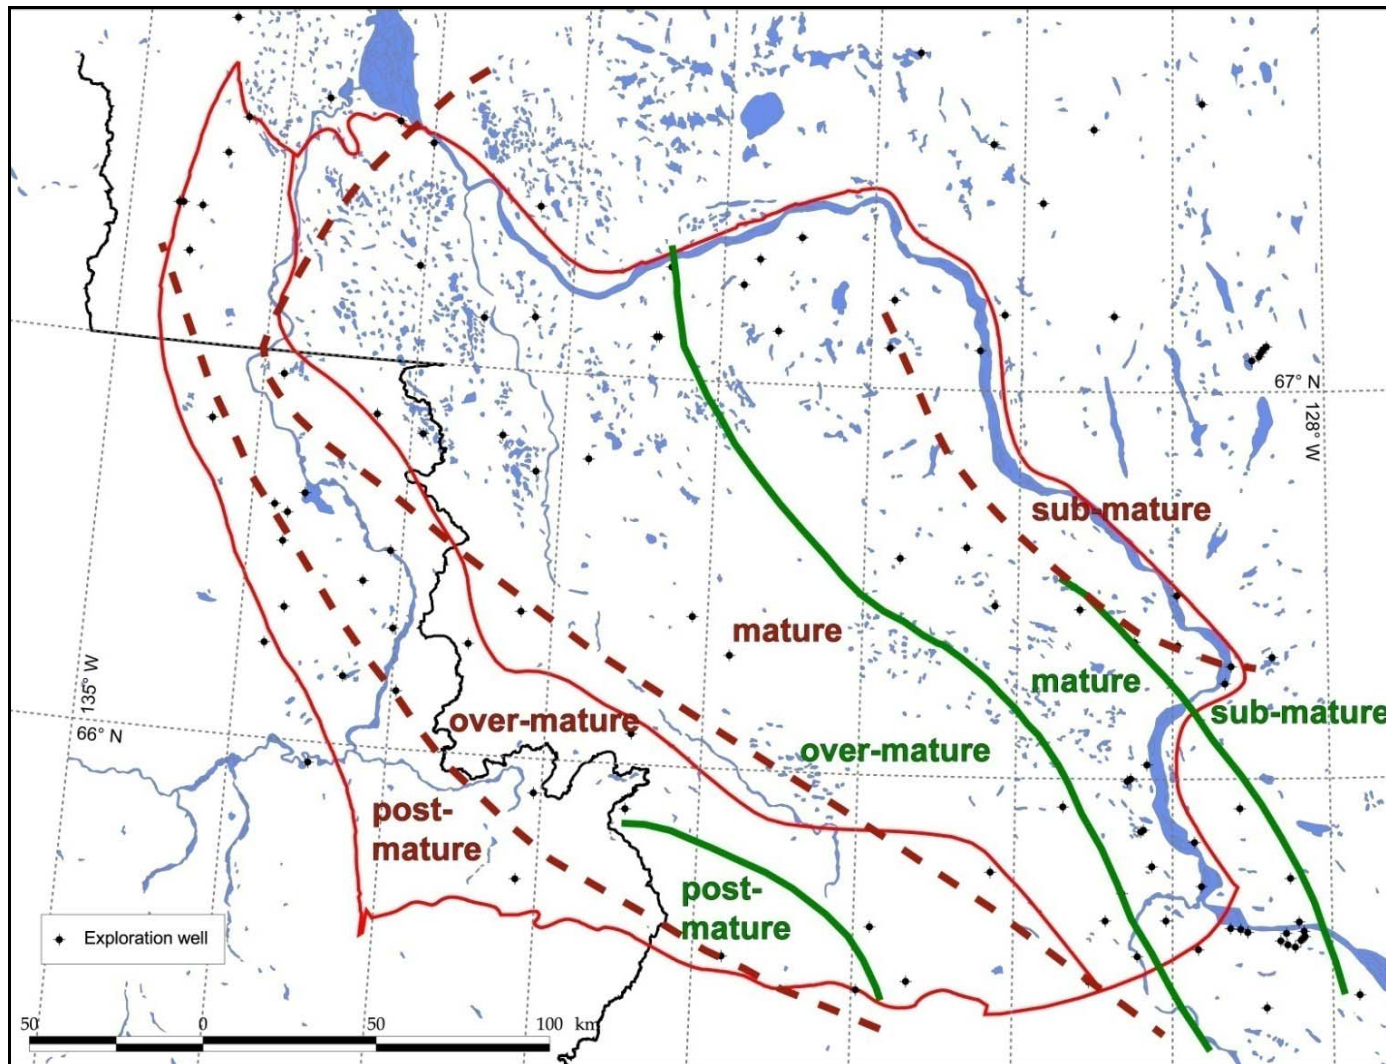 67° N
128° W
sub-mature
mature
mature
sub-mature
over-mature
over-mature
135° W
66° N
post-
mature
post-
mature
Exploration well
50 0 50 100 km